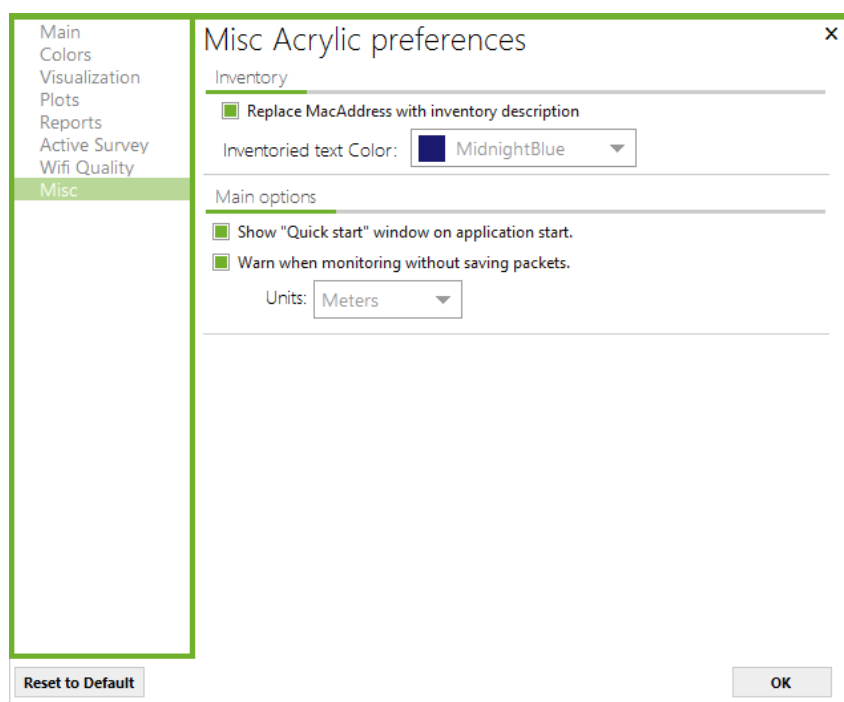 Main
Colors
Visualization
Plots
Reports
Active Survey
Wifi Quality
Misc
Misc Acrylic preferences
x
Inventory
Replace MacAddress with inventory description
Inventoried text Color: MidnightBlue
Main options
Show "Quick start" window on application start.
Warn when monitoring without saving packets.
Units: Meters
Reset to Default
OK